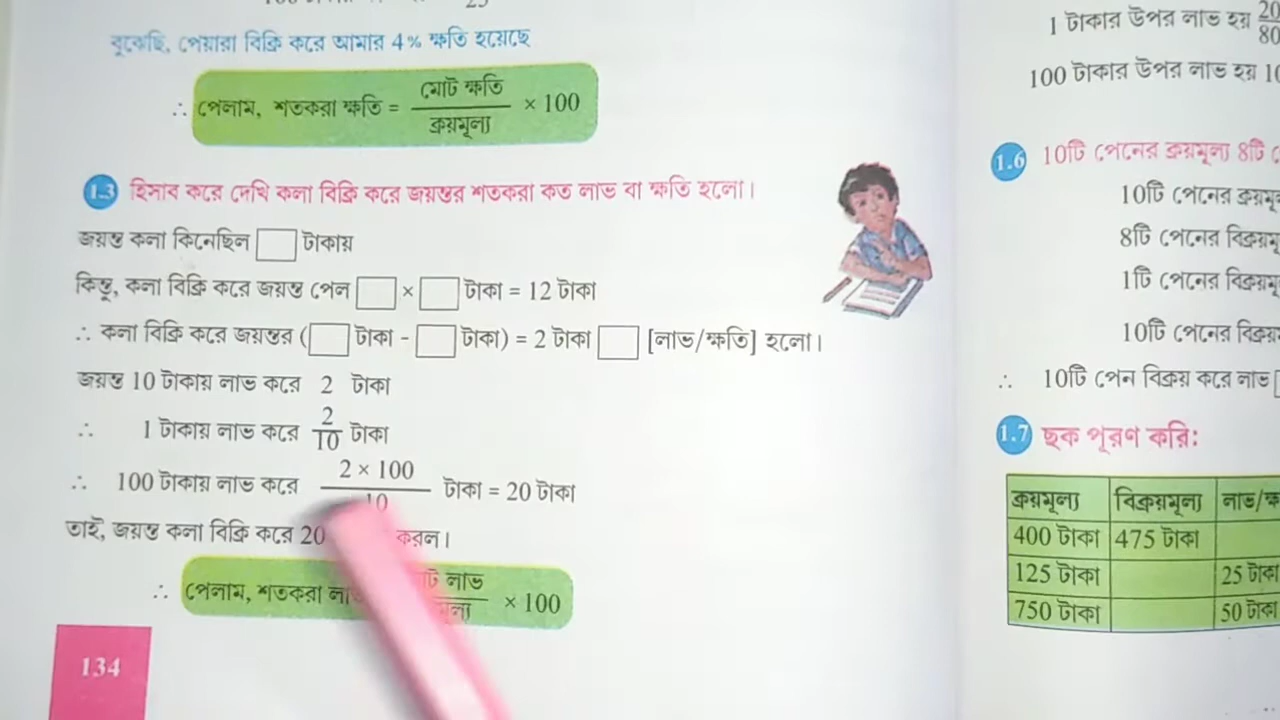 বুঝেছি, পেয়ারা বিক্রি করে আমার 4% ক্ষতি হয়েছে
∴ পেলাম, শতকরা ক্ষতি = মোট ক্ষতি / ক্রয়মূল্য × 100
1.3 হিসাব করে দেখি কলা বিক্রি করে জয়ন্তর শতকরা কত লাভ বা ক্ষতি হলো।
জয়ন্ত কলা কিনেছিল □ টাকায়
কিন্তু, কলা বিক্রি করে জয়ন্ত পেল □ × □ টাকা = 12 টাকা
∴ কলা বিক্রি করে জয়ন্তর (□ টাকা - □ টাকা) = 2 টাকা □ [লাভ/ক্ষতি] হলো।
জয়ন্ত 10 টাকায় লাভ করে 2 টাকা
∴ 1 টাকায় লাভ করে 2/10 টাকা
∴ 100 টাকায় লাভ করে 2 × 100 / 10 টাকা = 20 টাকা
তাই, জয়ন্ত কলা বিক্রি করে 20 করল।
∴ পেলাম, শতকরা লাভ × 100
134
1 টাকার উপর লাভ হয় 20/80
100 টাকার উপর লাভ হয়
1.6 10টি পেনের ক্রয়মূল্য 8টি
10টি পেনের
8টি পেনের
1টি পেনের
10টি পেনের
∴ 10টি পেন বিক্রয় করে লাভ
1.7 ছক পূরণ করি:
ক্রয়মূল্য বিক্রয়মূল্য
400 টাকা 475 টাকা
125 টাকা 25 টাকা
750 টাকা 50 টাকা